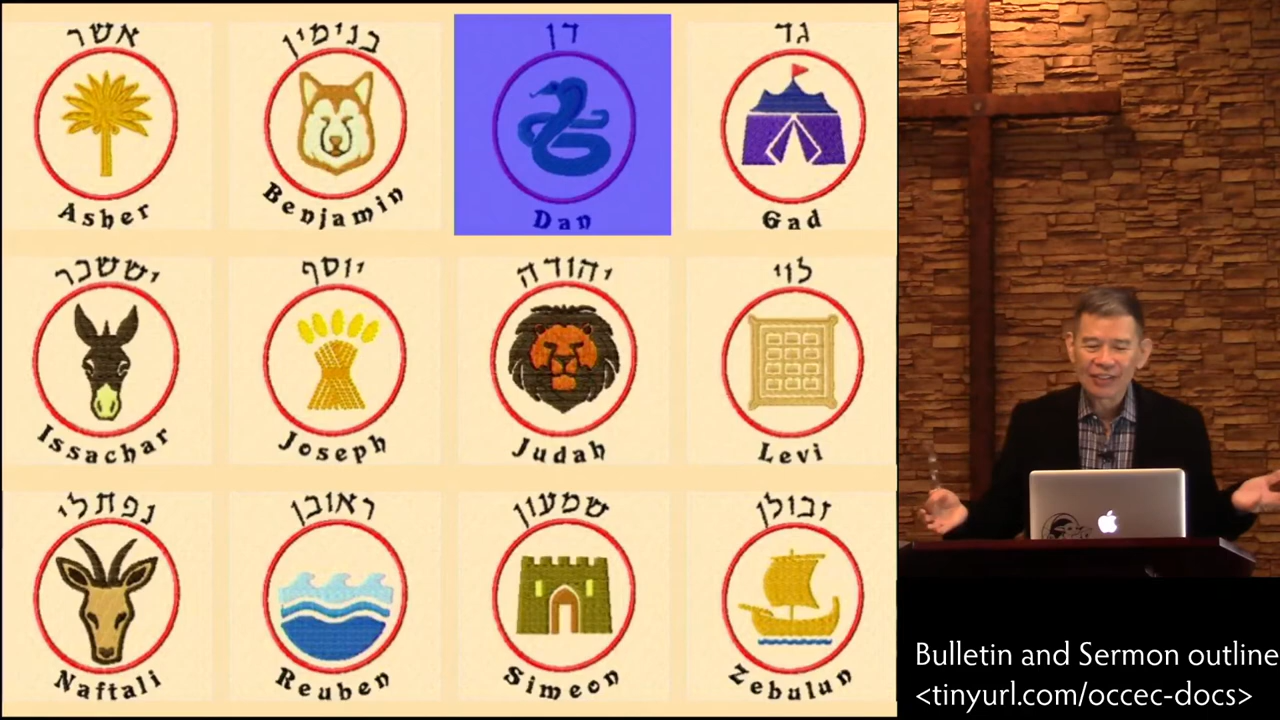 אשר
Asher
בנימין
Benjamin
דן
Dan
גד
Gad
יששכר
Issachar
יוסף
Joseph
יהודה
Judah
לוי
Levi
נפתלי
Naftali
ראובן
Reuben
שמעון
Simeon
זבולן
Zebulun
Bulletin and Sermon outline
<tinyurl.com/occec-docs>